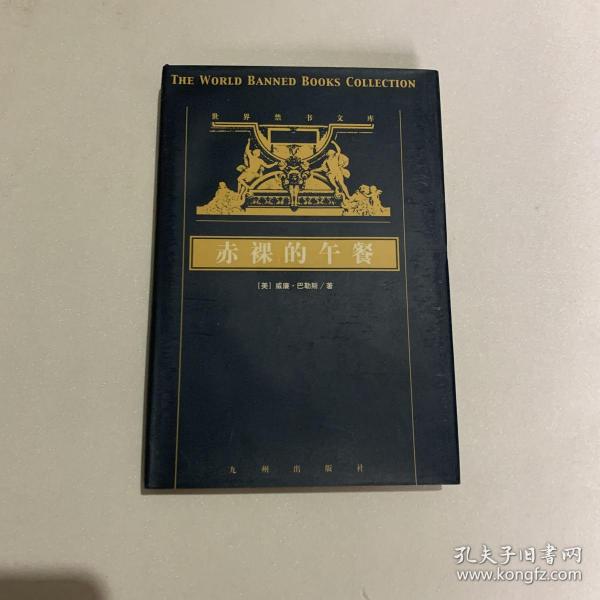 THE WORLD BANNED BOOKS COLLECTION
世界禁书文库
赤裸的午餐
[美] 威廉·巴勒斯/著
九州出版社
孔夫子旧书网
www.kongfz.com